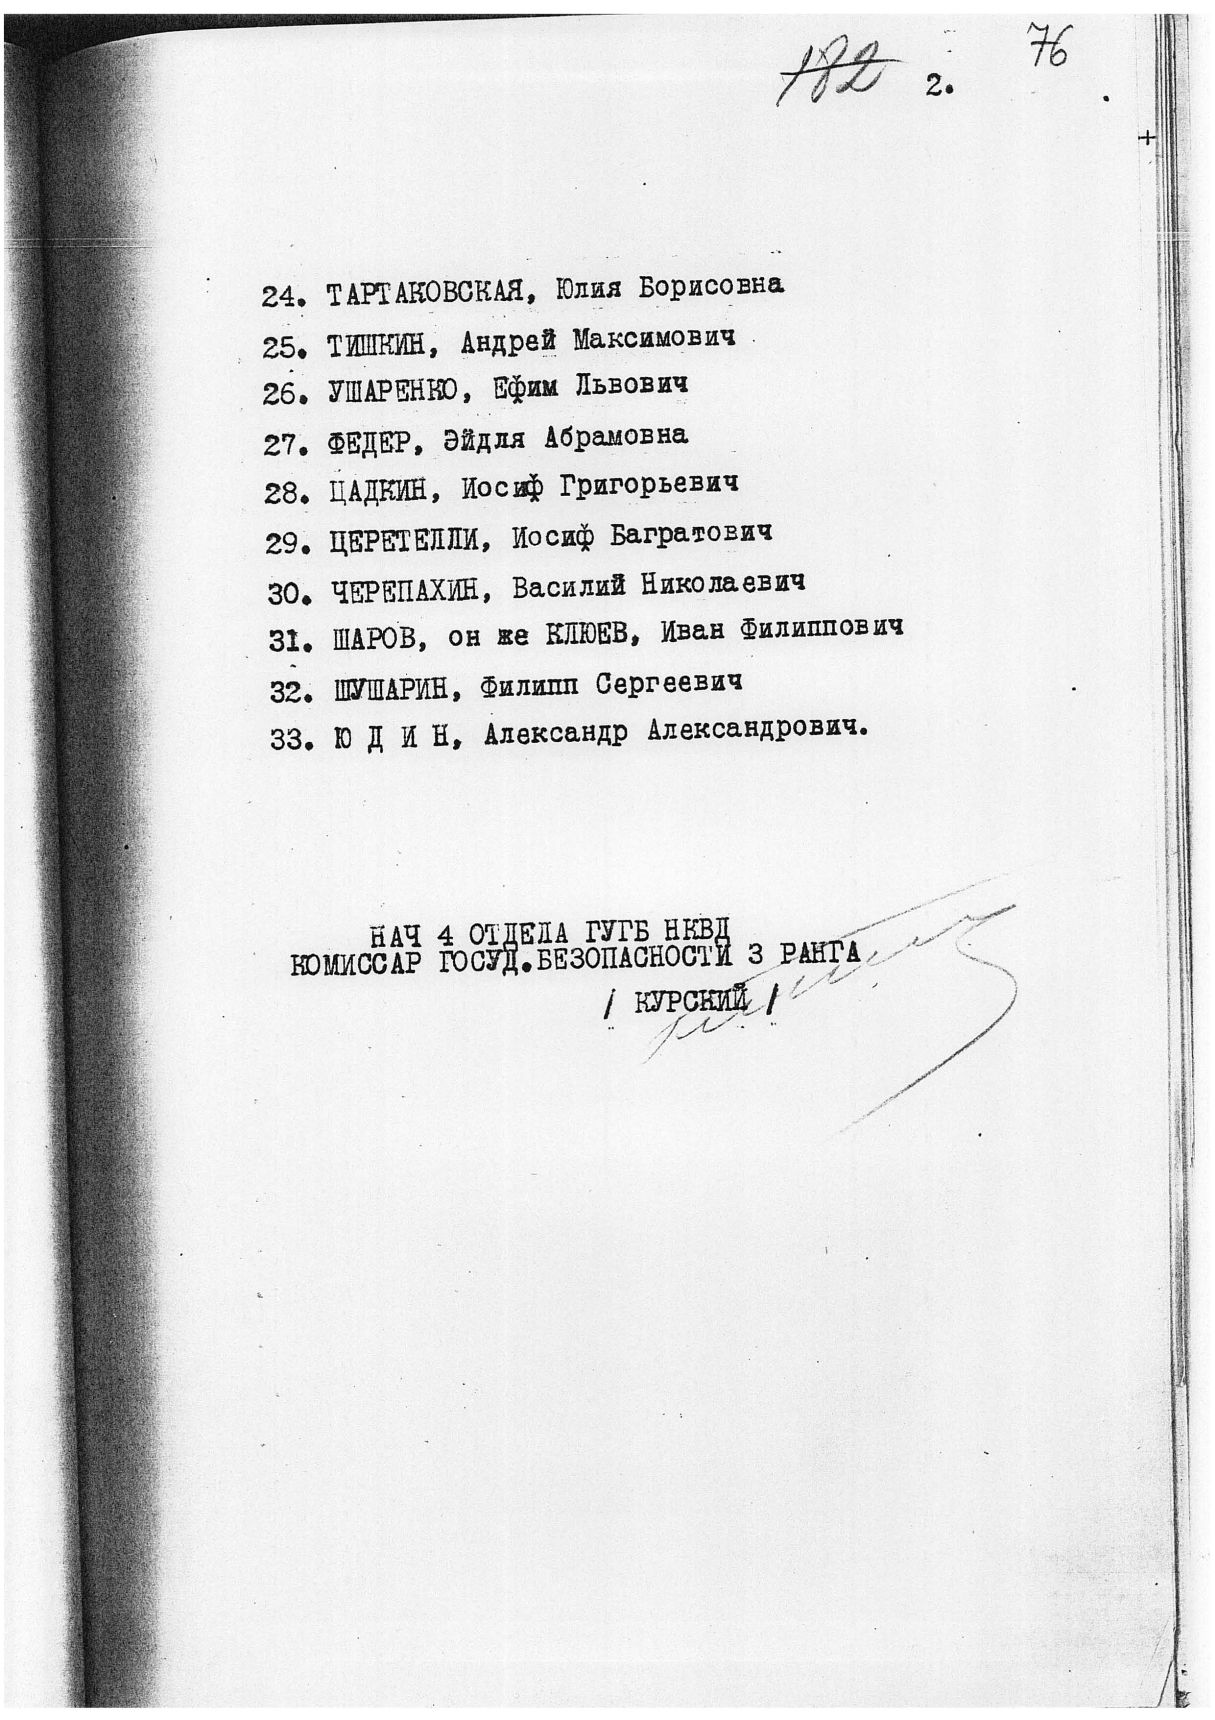 182 2. 76
24. ТАРТАКОВСКАЯ, Юлия Борисовна
25. ТИШКИН, Андрей Максимович
26. УШАРЕНКО, Ефим Львович
27. ФЕДЕР, Эйдля Абрамовна
28. ЦАДКИН, Иосиф Григорьевич
29. ЦЕРЕТЕЛЛИ, Иосиф Багратович
30. ЧЕРЕПАХИН, Василий Николаевич
31. ШАРОВ, он же КЛЮЕВ, Иван Филиппович
32. ШУШАРИН, Филипп Сергеевич
33. Ю Д И Н, Александр Александрович.
НАЧ 4 ОТДЕЛА ГУГБ НКВД
КОМИССАР ГОСУД.БЕЗОПАСНОСТИ 3 РАНГА
/ КУРСКИЙ /